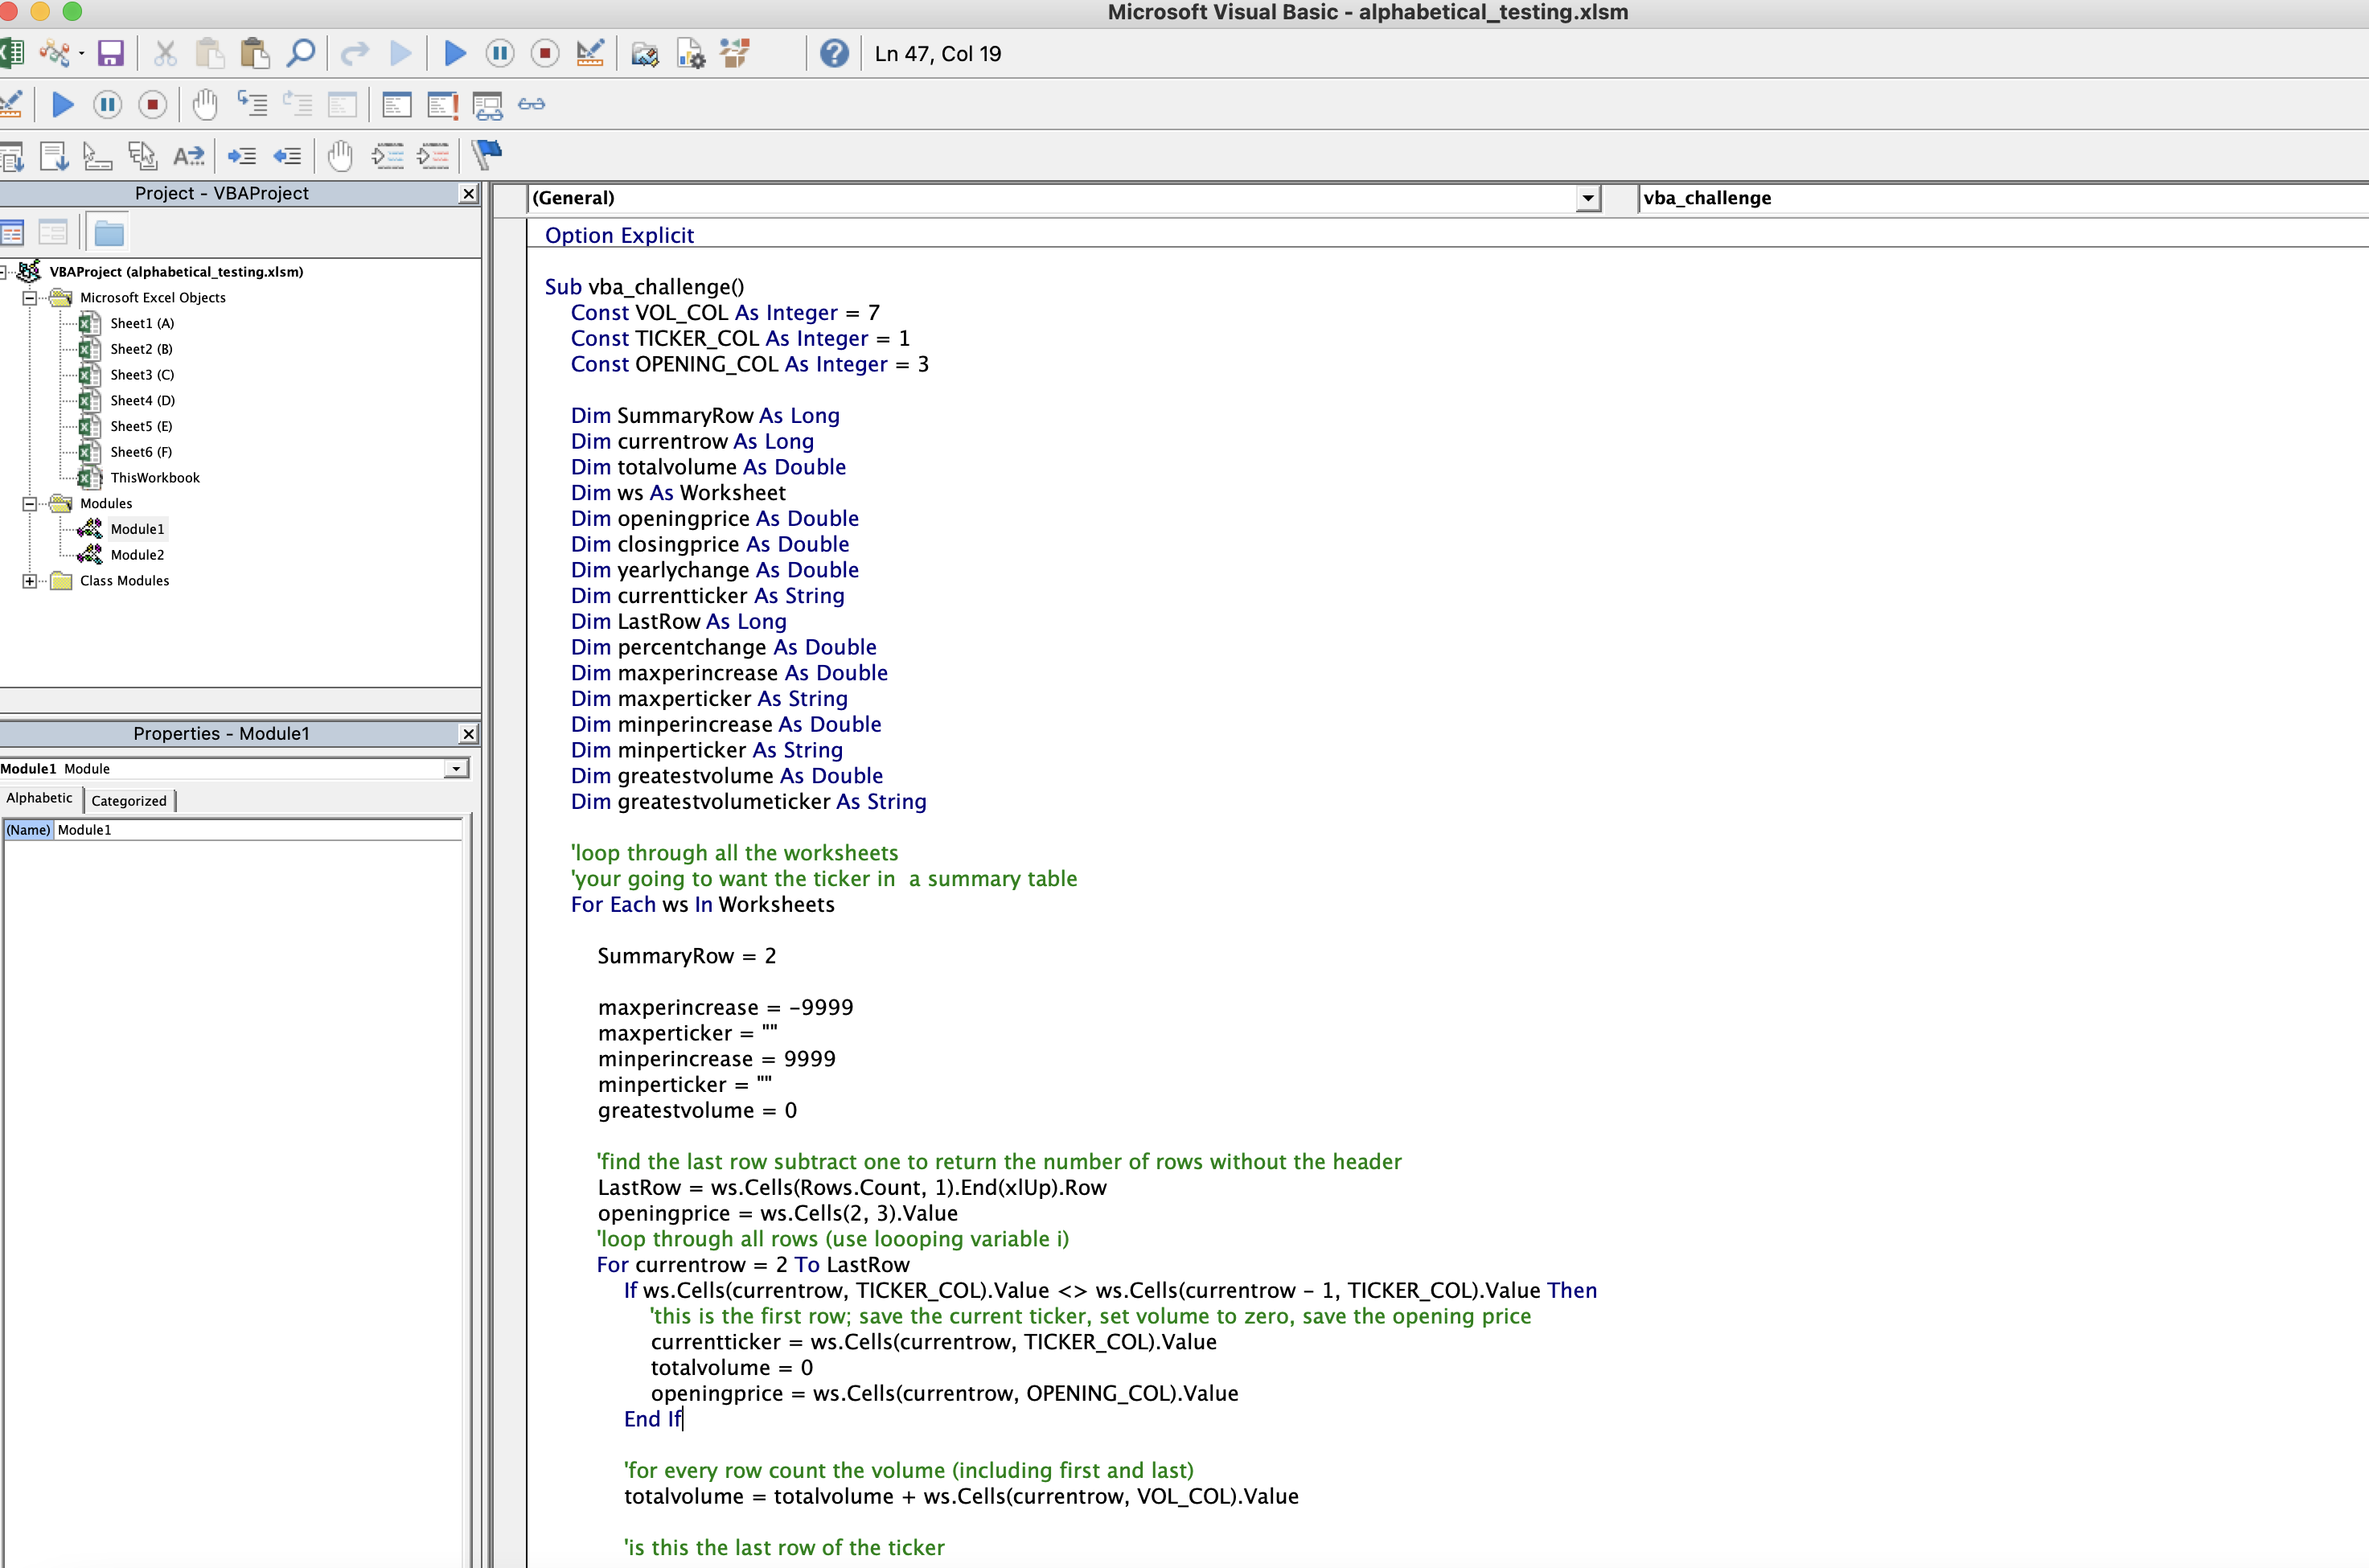 Microsoft Visual Basic - alphabetical_testing.xlsm
Ln 47, Col 19
Project - VBAProject
VBAProject (alphabetical_testing.xlsm)
Microsoft Excel Objects
Sheet1 (A)
Sheet2 (B)
Sheet3 (C)
Sheet4 (D)
Sheet5 (E)
Sheet6 (F)
ThisWorkbook
Modules
Module1
Module2
Class Modules
Properties - Module1
Module1 Module
Alphabetic Categorized
(Name) Module1
(General) vba_challenge
Option Explicit
Sub vba_challenge()
Const VOL_COL As Integer = 7
Const TICKER_COL As Integer = 1
Const OPENING_COL As Integer = 3
Dim SummaryRow As Long
Dim currentrow As Long
Dim totalvolume As Double
Dim ws As Worksheet
Dim openingprice As Double
Dim closingprice As Double
Dim yearlychange As Double
Dim currentticker As String
Dim LastRow As Long
Dim percentchange As Double
Dim maxperincrease As Double
Dim maxperticker As String
Dim minperincrease As Double
Dim minperticker As String
Dim greatestvolume As Double
Dim greatestvolumeticker As String
'loop through all the worksheets
'your going to want the ticker in  a summary table
For Each ws In Worksheets
SummaryRow = 2
maxperincrease = -9999
maxperticker = ""
minperincrease = 9999
minperticker = ""
greatestvolume = 0
'find the last row subtract one to return the number of rows without the header
LastRow = ws.Cells(Rows.Count, 1).End(xlUp).Row
openingprice = ws.Cells(2, 3).Value
'loop through all rows (use loooping variable i)
For currentrow = 2 To LastRow
If ws.Cells(currentrow, TICKER_COL).Value <> ws.Cells(currentrow - 1, TICKER_COL).Value Then
'this is the first row; save the current ticker, set volume to zero, save the opening price
currentticker = ws.Cells(currentrow, TICKER_COL).Value
totalvolume = 0
openingprice = ws.Cells(currentrow, OPENING_COL).Value
End If
'for every row count the volume (including first and last)
totalvolume = totalvolume + ws.Cells(currentrow, VOL_COL).Value
'is this the last row of the ticker